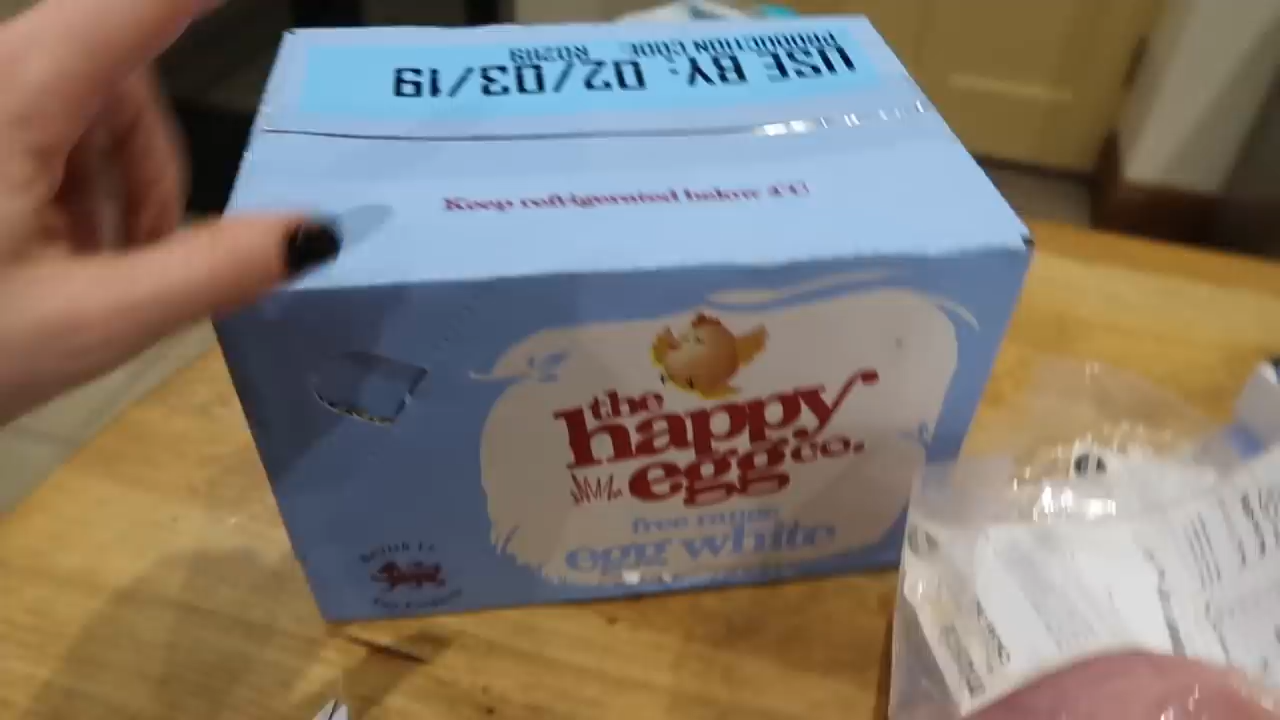 USE BY: 02/03/19
PRODUCTION CODE: R0289
Keep refrigerated below 4°C
the
happy
egg co.
free range
egg white